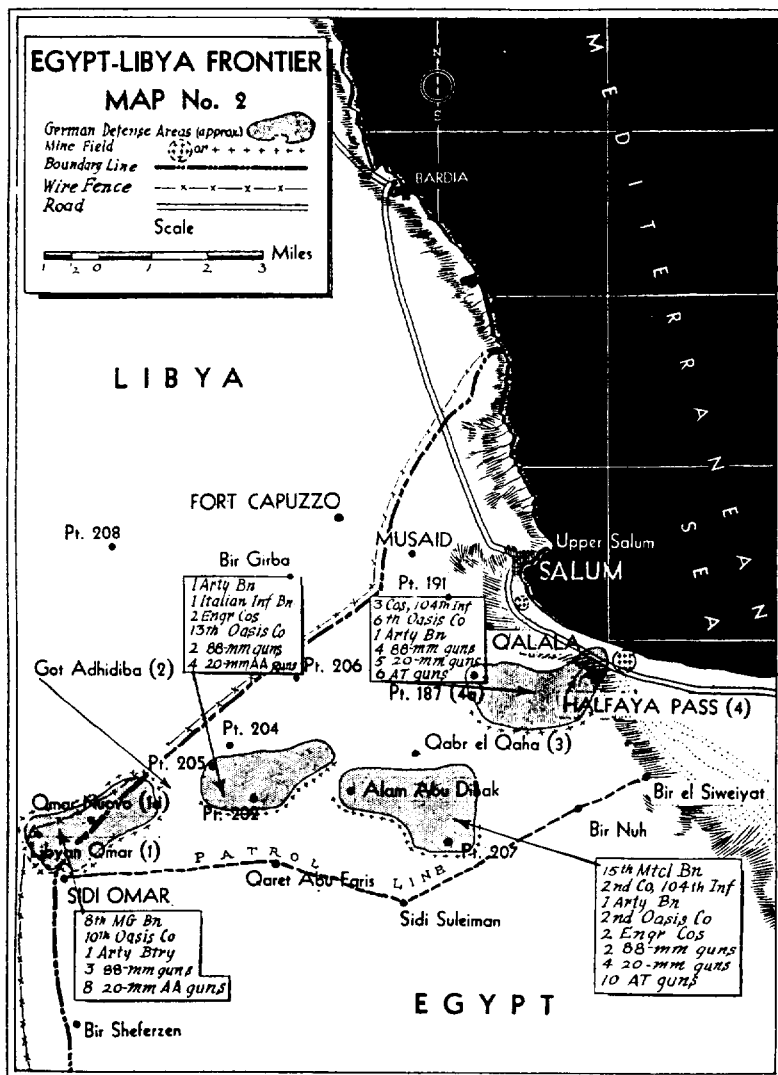 EGYPT-LIBYA FRONTIER
MAP No. 2
German Defense Areas (approx)
Mine Field or
Boundary Line
Wire Fence
Road
Scale
1 ½ 0 1 2 3 Miles
N
S
MEDITERRANEAN SEA
BARDIA
LIBYA
FORT CAPUZZO
Pt. 208
MUSAID
Upper Salum
SALUM
Bir Girba
Pt. 191
1 Arty Bn
1 Italian Inf Bn
2 Engr Cos
13th Oasis Co
2 88-mm guns
4 20-mm AA guns
3 Cos, 104th Inf
6th Oasis Co
1 Arty Bn
4 88-mm guns
5 20-mm guns
6 AT guns
QALALA
Got Adhidiba (2)
Pt. 206
Pt. 187 (4a)
HALFAYA PASS (4)
Pt. 204
Qabr el Qaha (3)
Pt. 205
Alam Abu Dihak
Bir el Siweiyat
Omar Nuovo
Pt. 202
Bir Nuh
Libyan Omar (1)
Pt. 207
PATROL LINE
SIDI OMAR
Qaret Abu Faris
Sidi Suleiman
8th MG Bn
10th Oasis Co
1 Arty Btry
3 88-mm guns
8 20-mm AA guns
15th Mtcl Bn
2nd Co, 104th Inf
1 Arty Bn
2nd Oasis Co
2 Engr Cos
2 88-mm guns
4 20-mm guns
10 AT guns
EGYPT
Bir Sheferzen